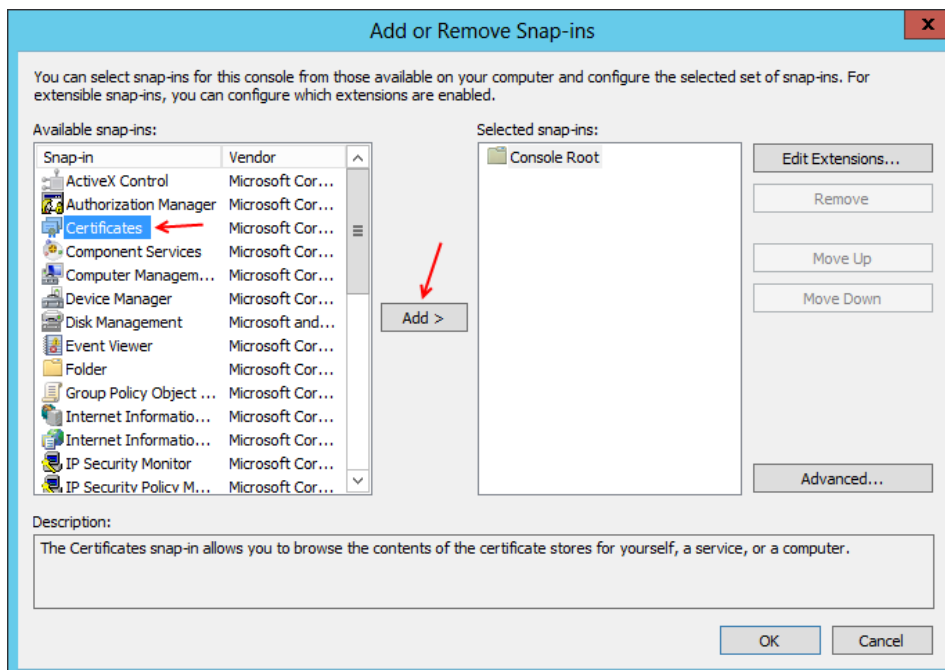 Add or Remove Snap-ins
x
You can select snap-ins for this console from those available on your computer and configure the selected set of snap-ins. For
extensible snap-ins, you can configure which extensions are enabled.
Available snap-ins:
Selected snap-ins:
Snap-in Vendor
ActiveX Control Microsoft Cor...
Authorization Manager Microsoft Cor...
Certificates Microsoft Cor...
Component Services Microsoft Cor...
Computer Managem... Microsoft Cor...
Device Manager Microsoft Cor...
Disk Management Microsoft and...
Event Viewer Microsoft Cor...
Folder Microsoft Cor...
Group Policy Object ... Microsoft Cor...
Internet Informatio... Microsoft Cor...
Internet Informatio... Microsoft Cor...
IP Security Monitor Microsoft Cor...
IP Security Policy M... Microsoft Cor...
Add >
Console Root
Edit Extensions...
Remove
Move Up
Move Down
Advanced...
Description:
The Certificates snap-in allows you to browse the contents of the certificate stores for yourself, a service, or a computer.
OK
Cancel